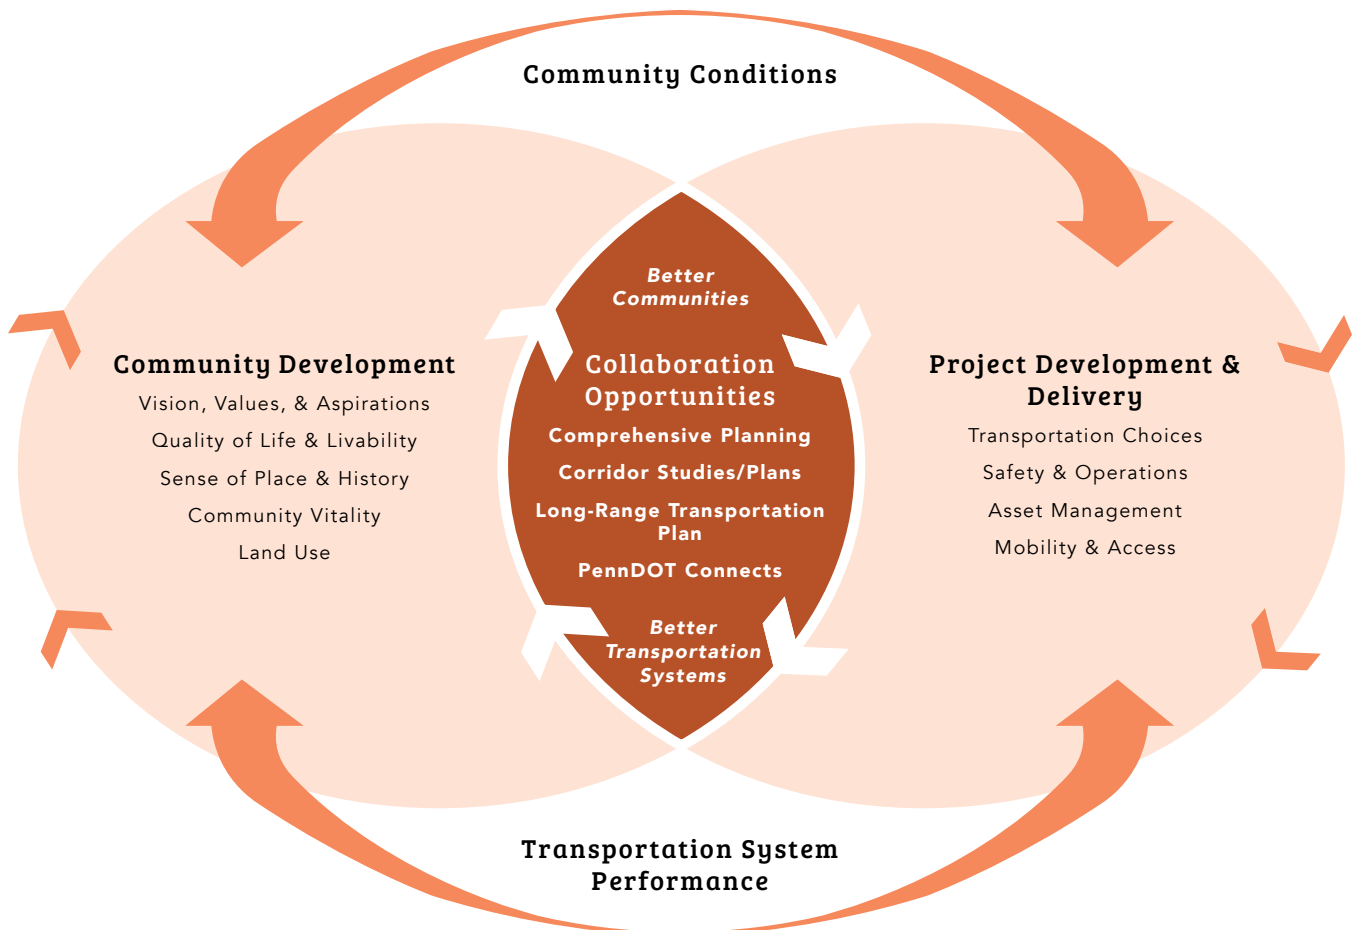 Community Conditions
Better
Communities
Community Development
Vision, Values, & Aspirations
Quality of Life & Livability
Sense of Place & History
Community Vitality
Land Use
Collaboration
Opportunities
Comprehensive Planning
Corridor Studies/Plans
Long-Range Transportation
Plan
PennDOT Connects
Better
Transportation
Systems
Project Development &
Delivery
Transportation Choices
Safety & Operations
Asset Management
Mobility & Access
Transportation System
Performance